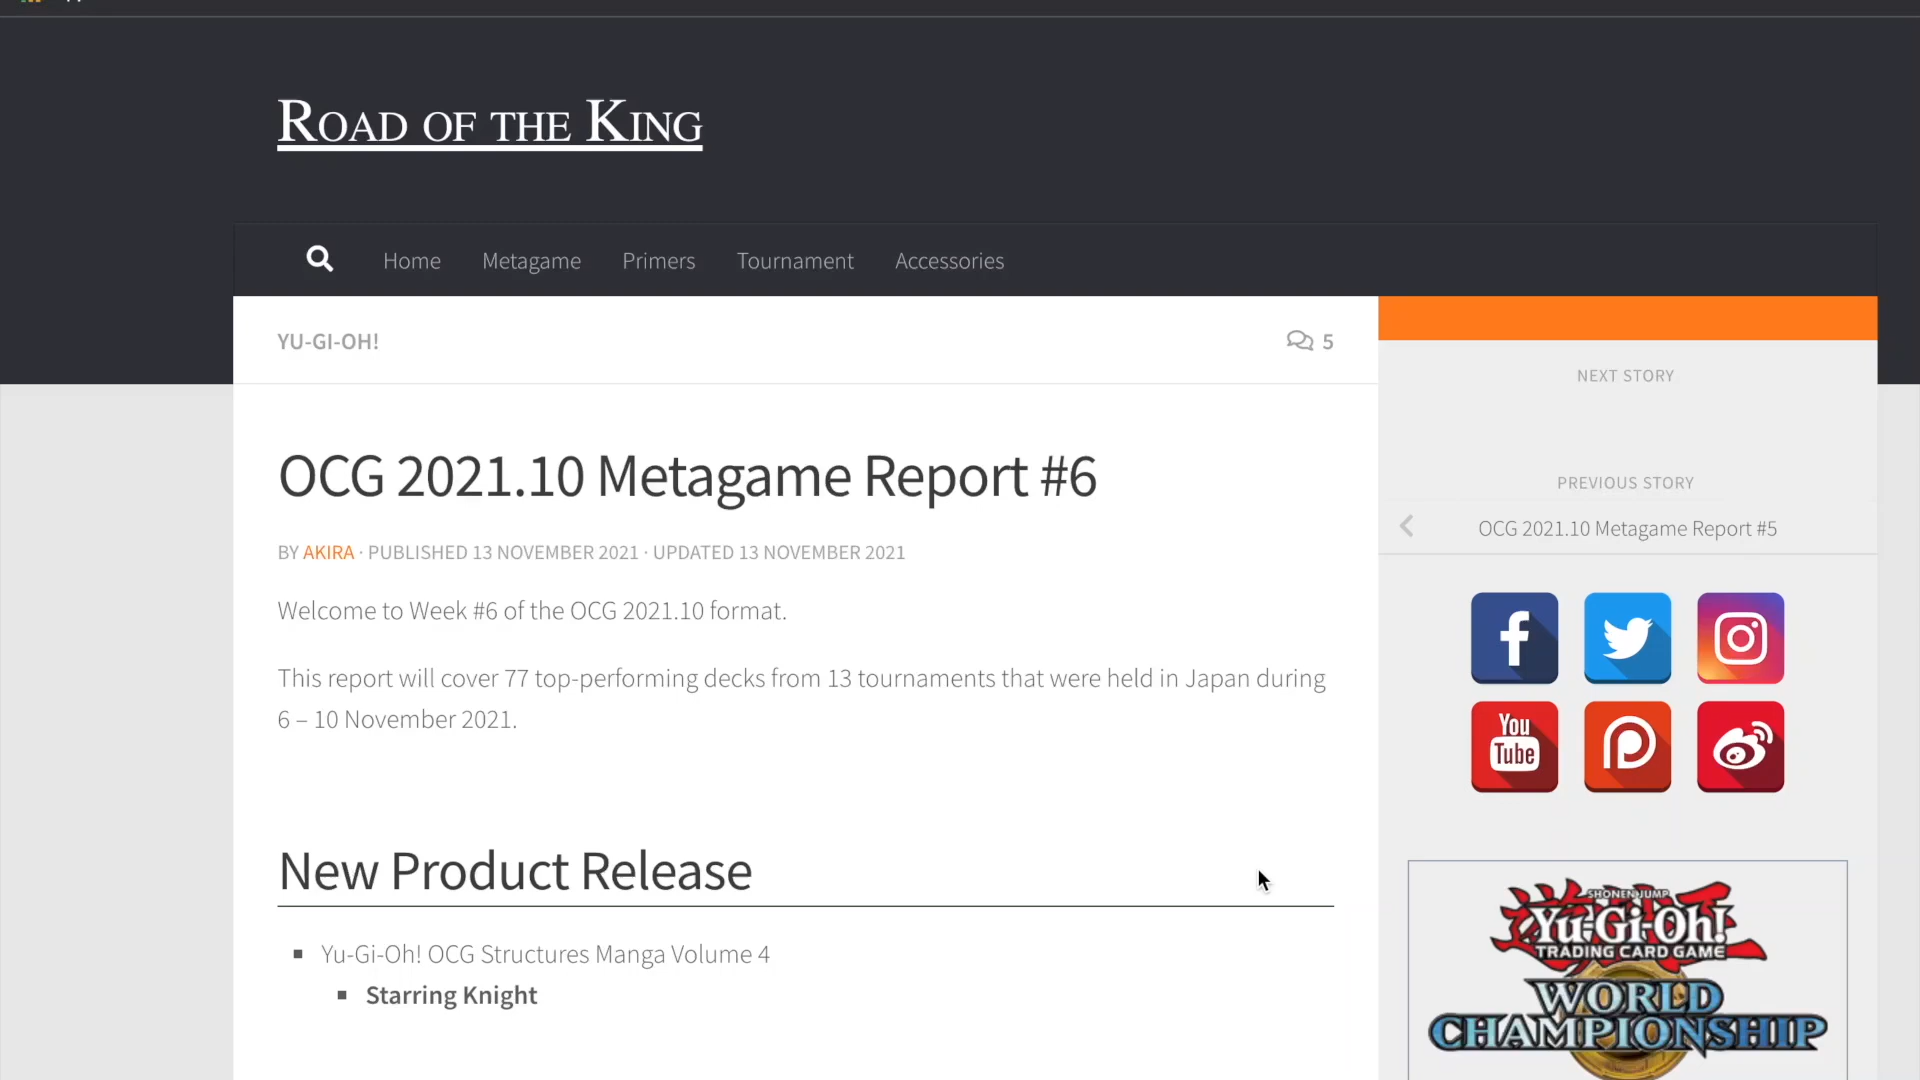 ROAD OF THE KING
Home Metagame Primers Tournament Accessories
YU-GI-OH!
5
OCG 2021.10 Metagame Report #6
BY AKIRA · PUBLISHED 13 NOVEMBER 2021 · UPDATED 13 NOVEMBER 2021
Welcome to Week #6 of the OCG 2021.10 format.
This report will cover 77 top-performing decks from 13 tournaments that were held in Japan during
6 – 10 November 2021.
New Product Release
Yu-Gi-Oh! OCG Structures Manga Volume 4
Starring Knight
NEXT STORY
PREVIOUS STORY
OCG 2021.10 Metagame Report #5
You
Tube
SHONEN JUMP
Yu-Gi-Oh!
TRADING CARD GAME
WORLD
CHAMPIONSHIP